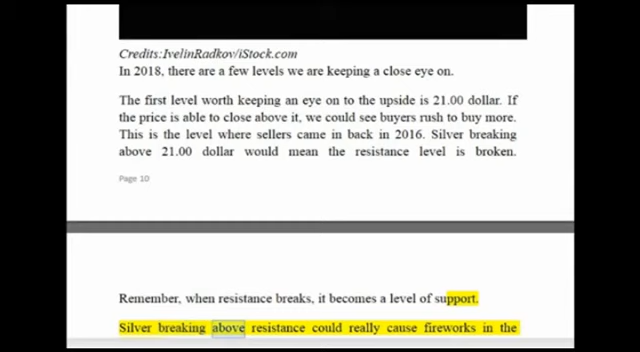 Credits:IvelinRadkov/iStock.com
In 2018, there are a few levels we are keeping a close eye on.
The first level worth keeping an eye on to the upside is 21.00 dollar. If
the price is able to close above it, we could see buyers rush to buy more.
This is the level where sellers came in back in 2016. Silver breaking
above 21.00 dollar would mean the resistance level is broken.
Page 10
Remember, when resistance breaks, it becomes a level of support.
Silver breaking above resistance could really cause fireworks in the